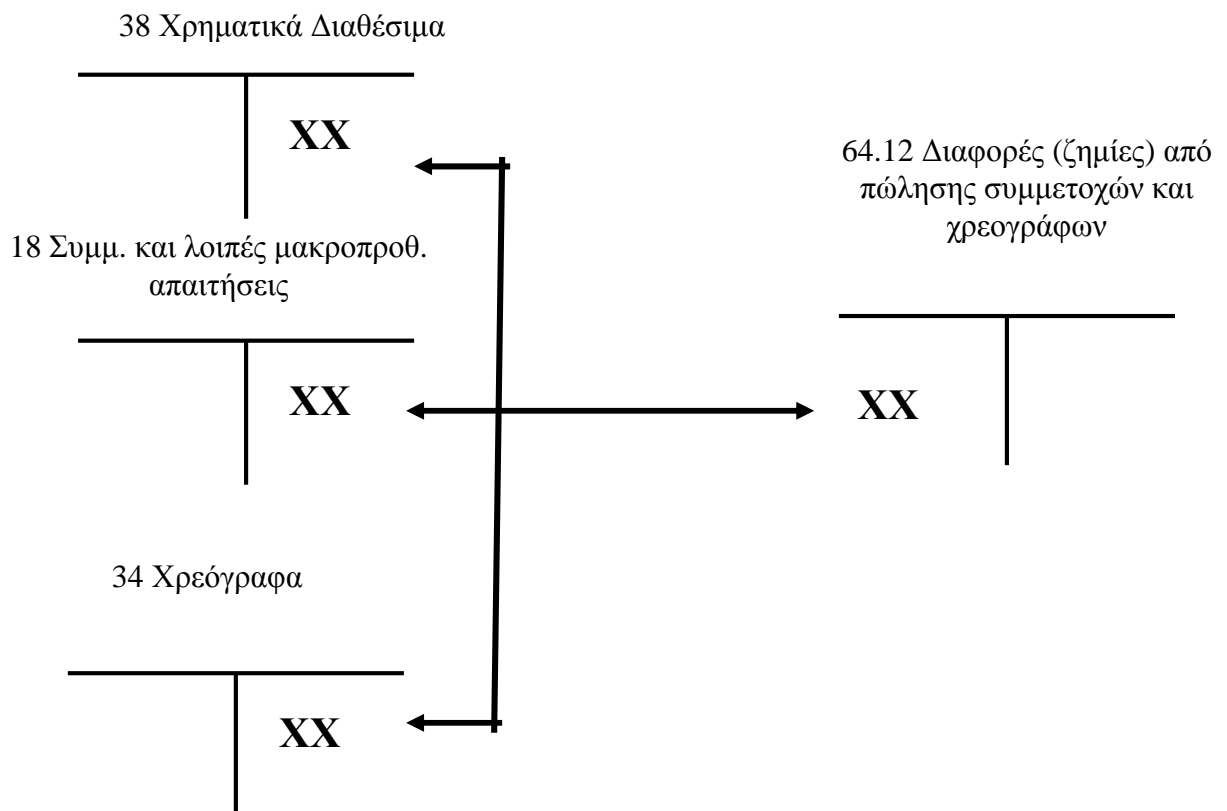 38 Χρηματικά Διαθέσιμα
XX
64.12 Διαφορές (ζημίες) από
πώλησης συμμετοχών και
χρεογράφων
18 Συμμ. και λοιπές μακροπροθ.
απαιτήσεις
XX
XX
34 Χρεόγραφα
XX